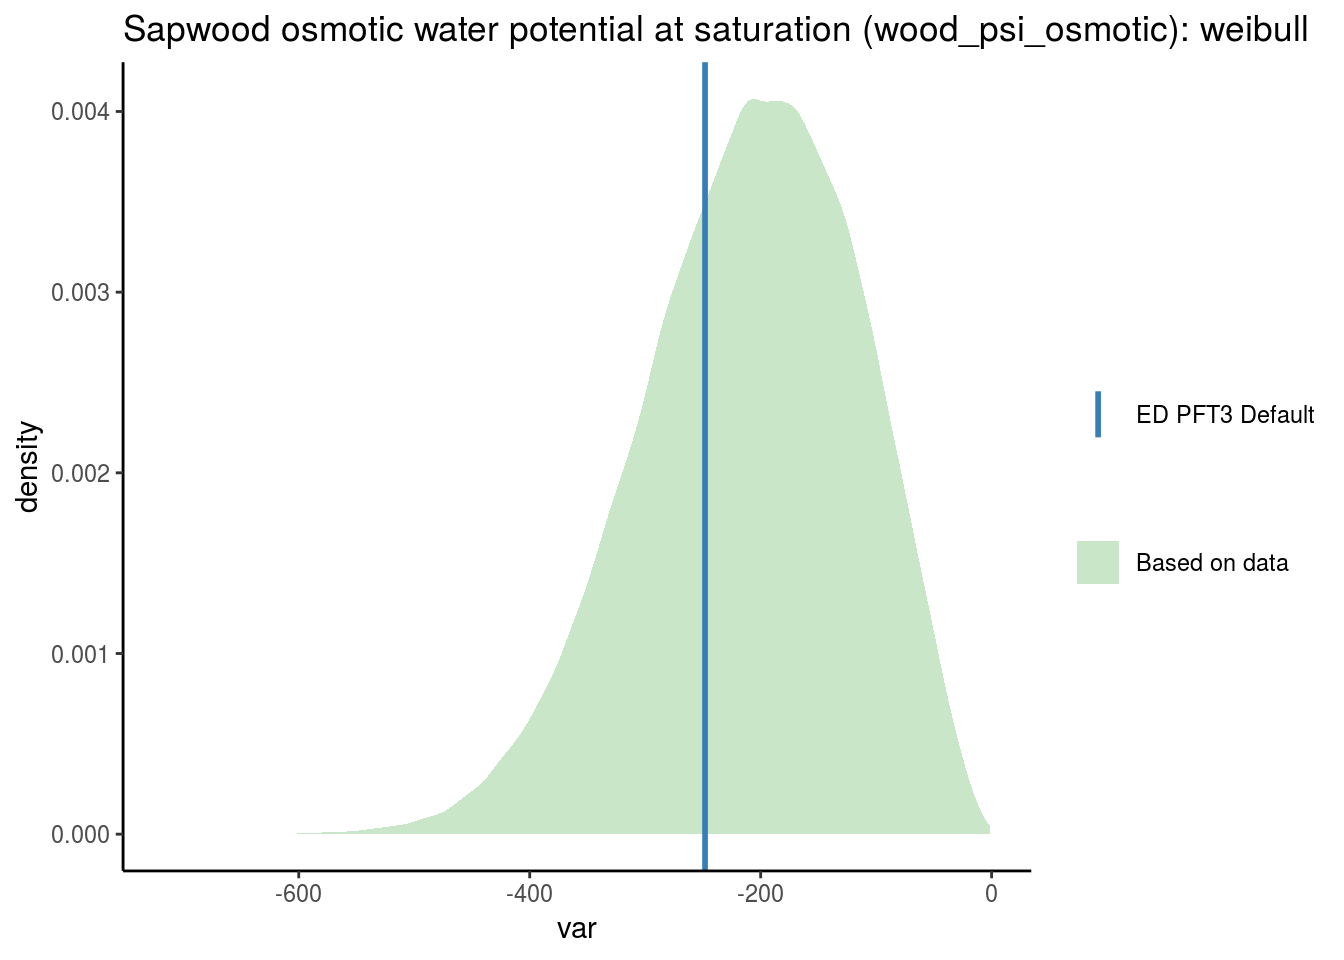 Sapwood osmotic water potential at saturation (wood_psi_osmotic): weibull
0.004
0.003
0.002
0.001
0.000
density
-600
-400
-200
0
var
ED PFT3 Default
Based on data